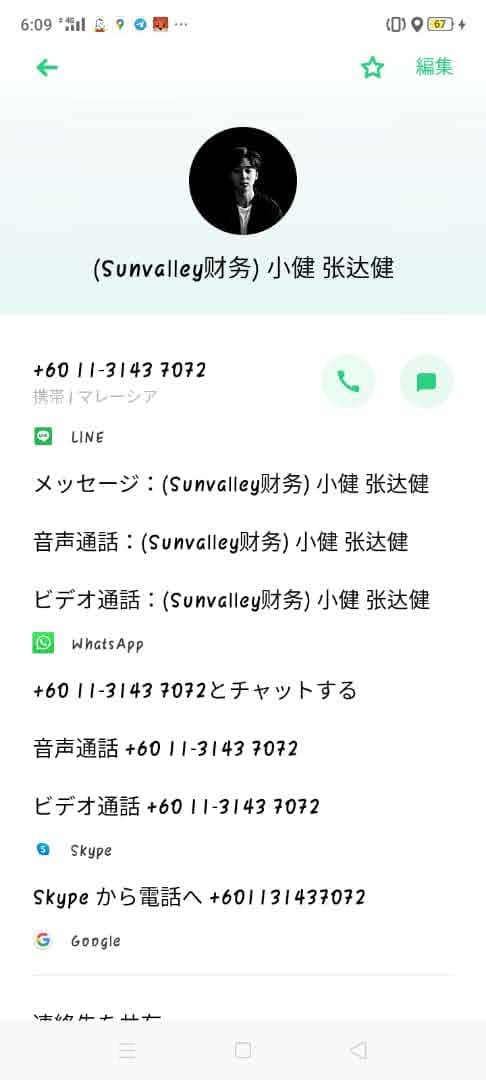 6:09 4G 67
編集
(Sunvalley财务) 小健 张达健
+60 11-3143 7072
携帯 | マレーシア
LINE
メッセージ：(Sunvalley财务) 小健 张达健
音声通話：(Sunvalley财务) 小健 张达健
ビデオ通話：(Sunvalley财务) 小健 张达健
WhatsApp
+60 11-3143 7072とチャットする
音声通話 +60 11-3143 7072
ビデオ通話 +60 11-3143 7072
Skype
Skype から電話へ +601131437072
Google
連絡先を共有